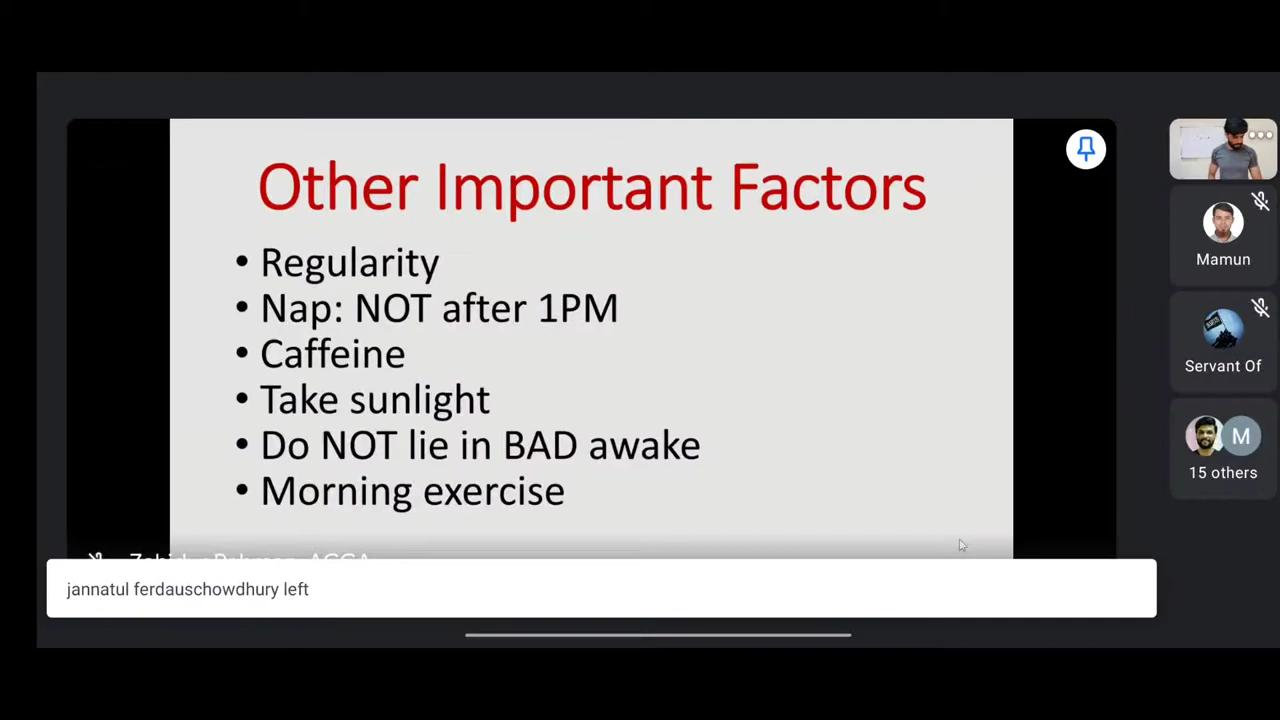 Other Important Factors
• Regularity
• Nap: NOT after 1PM
• Caffeine
• Take sunlight
• Do NOT lie in BAD awake
• Morning exercise
Mamun
Servant Of
M
15 others
jannatul ferdauschowdhury left